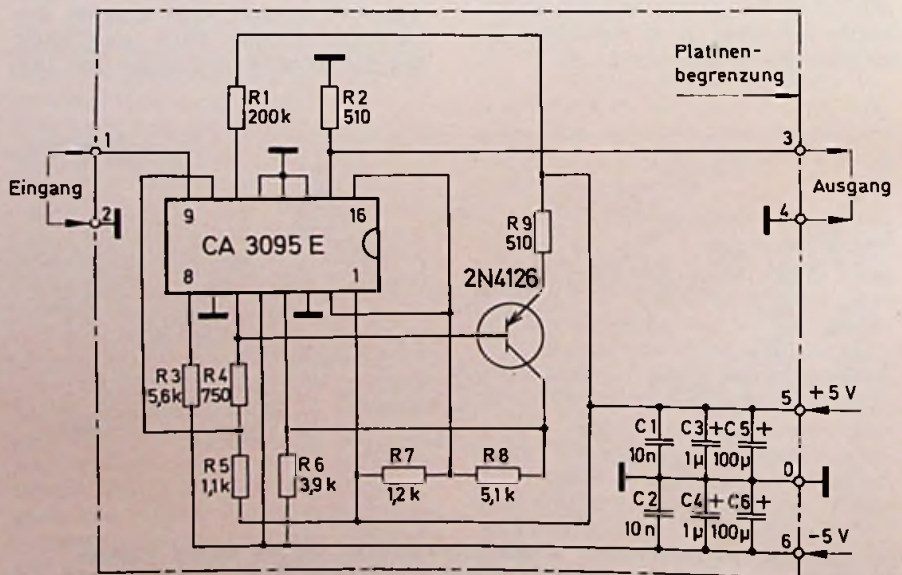 Platinen-
begrenzung
R1
200k
R2
510
1
3
Eingang
Ausgang
2
4
9
16
CA 3095 E
8
1
R9
510
2N4126
R3
5,6k
R4
750
5
+5 V
C1
10n
C3
1µ
+
C5
100µ
+
R5
1,1k
R6
3,9k
R7
1,2 k
R8
5,1k
0
C2
10n
C4
1µ
+
C6
100µ
+
6
-5 V